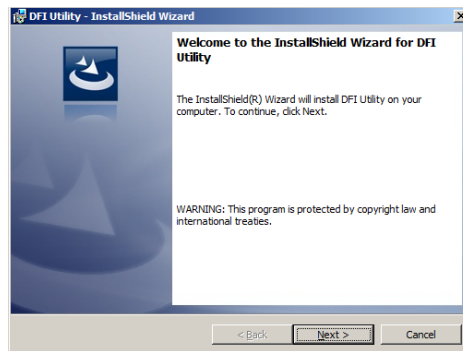 DFI Utility - InstallShield Wizard
Welcome to the InstallShield Wizard for DFI
Utility
The InstallShield(R) Wizard will install DFI Utility on your
computer. To continue, click Next.
WARNING: This program is protected by copyright law and
international treaties.
< Back
Next >
Cancel